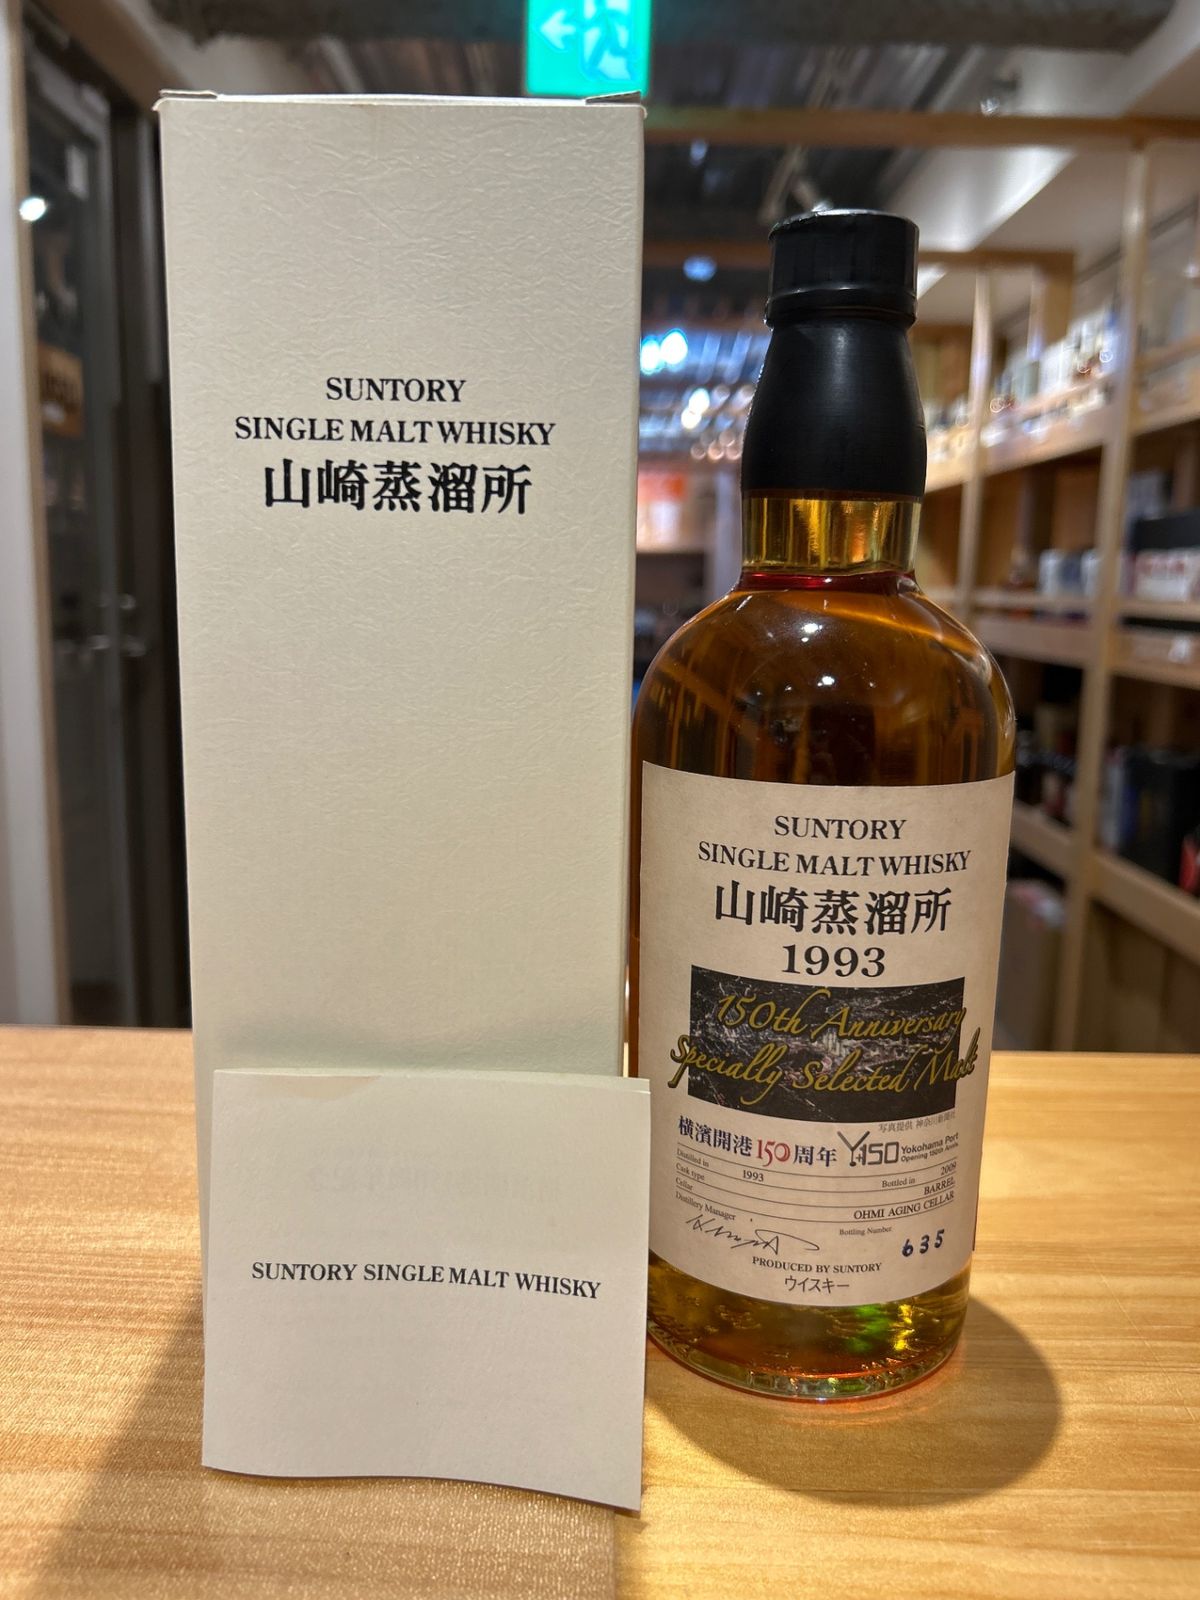 SUNTORY
SINGLE MALT WHISKY
山崎蒸溜所
SUNTORY SINGLE MALT WHISKY
SUNTORY
SINGLE MALT WHISKY
山崎蒸溜所
1993
150th Anniversary
Specially Selected Malt
写真提供 神奈川新聞社
横濱開港150周年 Y150 Yokohama Port
Opening 150th Anniv.
Distilled in 1993 Bottled in 2009
Cask type BARREL
Cellar OHMI AGING CELLAR
Distillery Manager Bottling Number 635
PRODUCED BY SUNTORY
ウイスキー